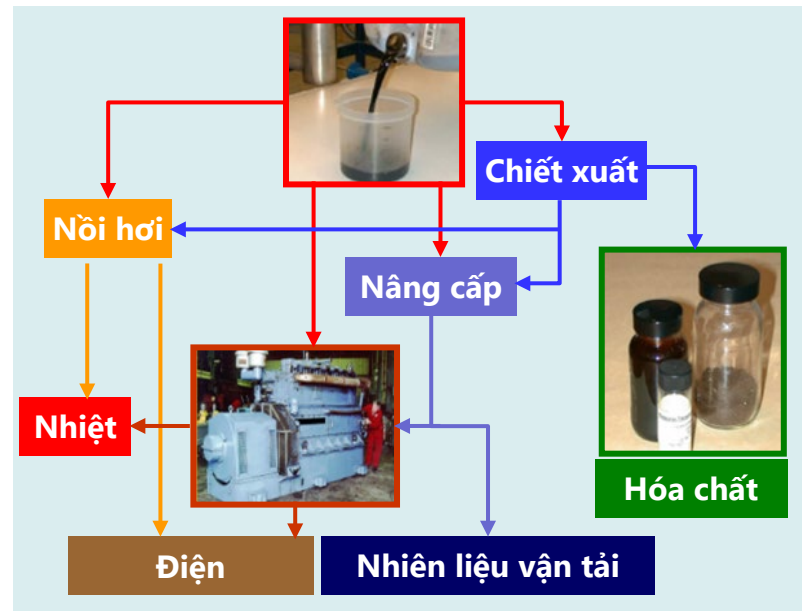 Chiết xuất
Nồi hơi
Nâng cấp
Nhiệt
Hóa chất
Điện
Nhiên liệu vận tải